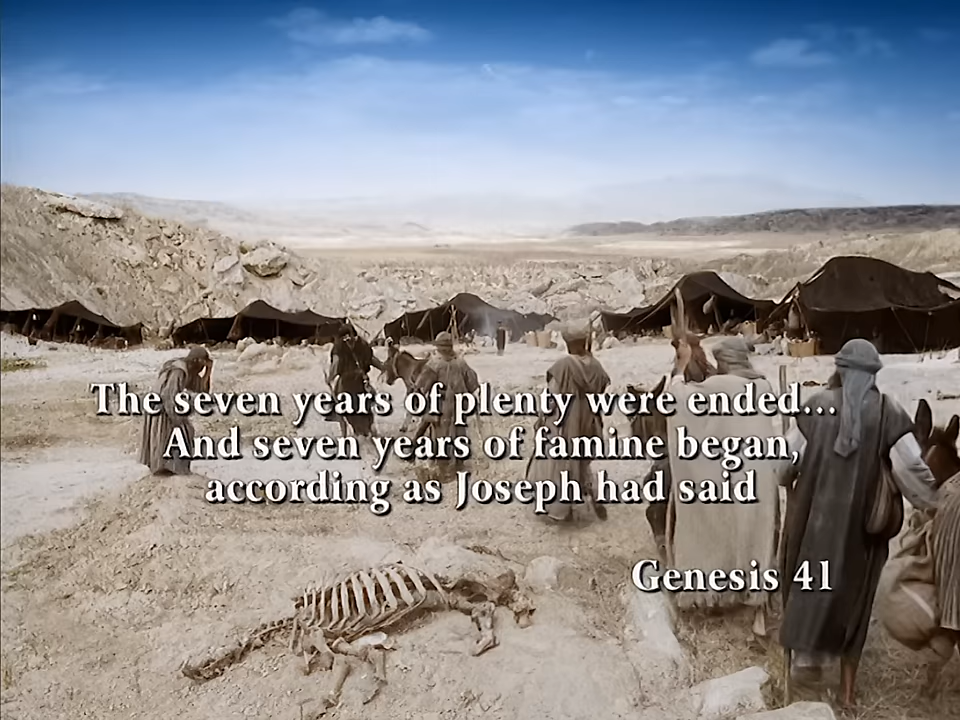 The seven years of plenty were ended...
And seven years of famine began,
according as Joseph had said
Genesis 41